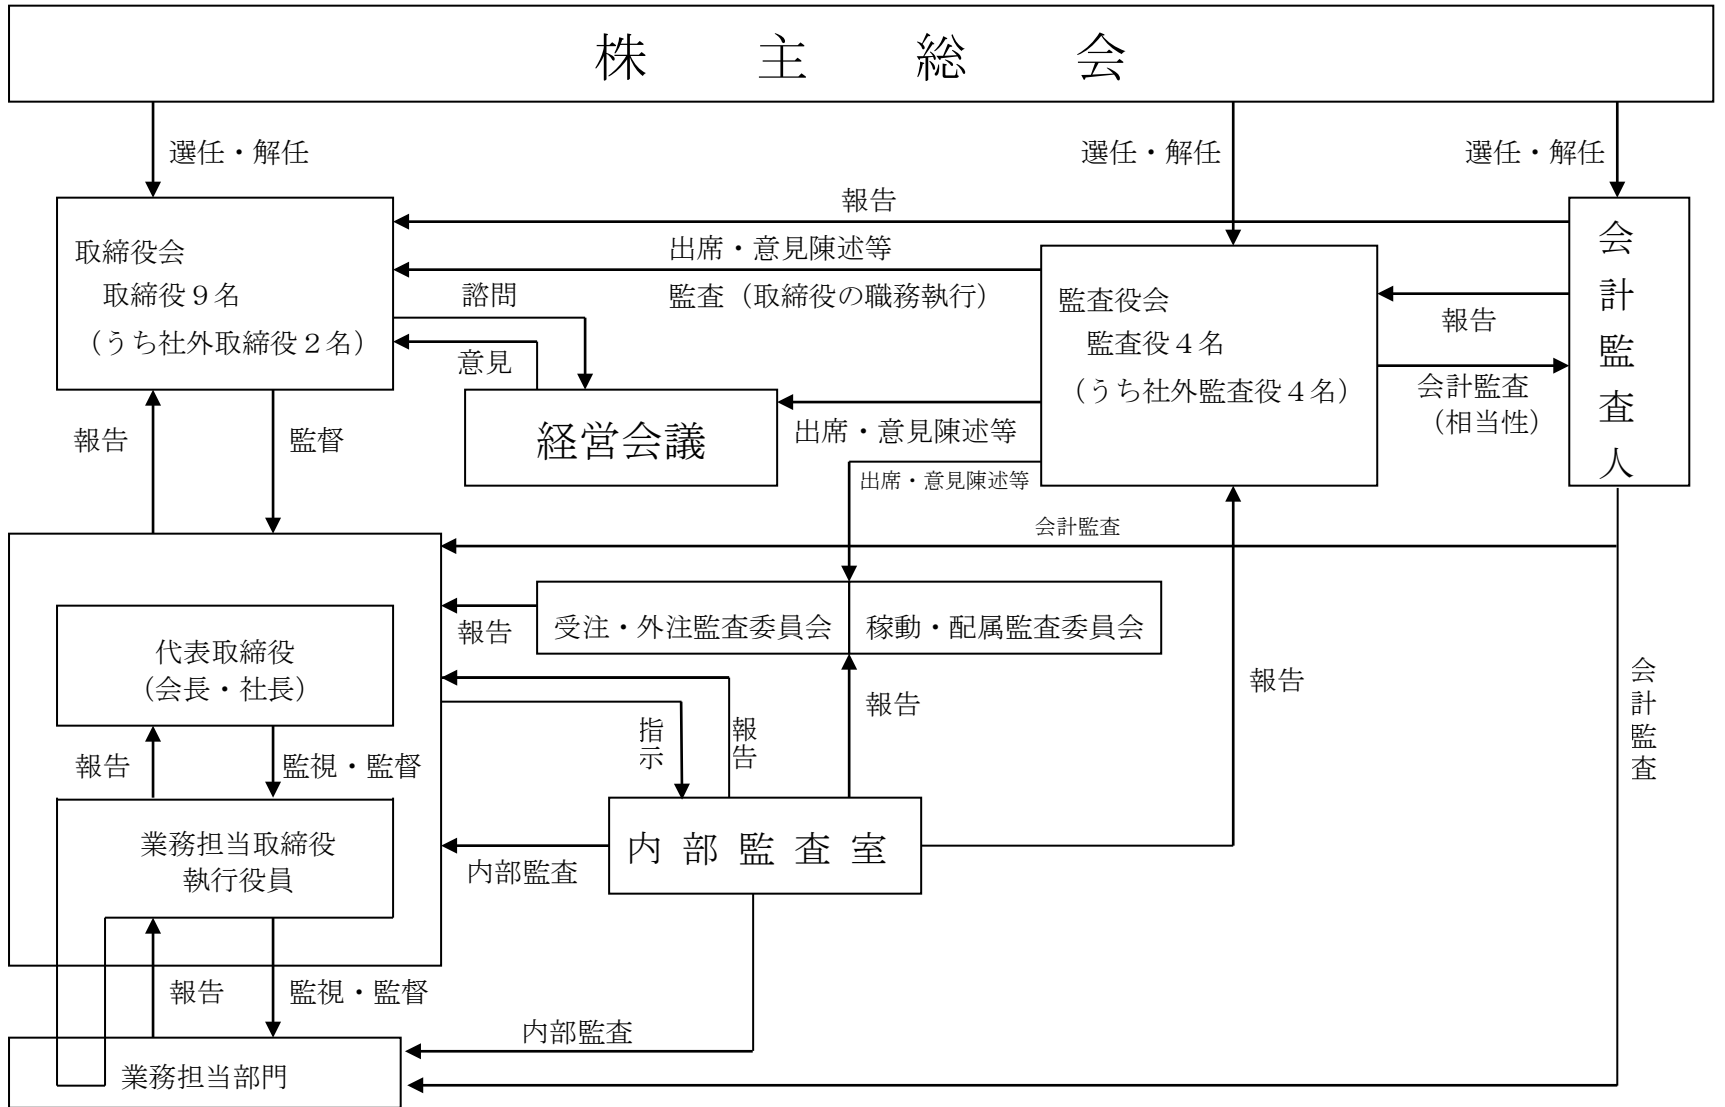 株主総会
選任・解任
選任・解任
選任・解任
報告
取締役会
取締役９名
（うち社外取締役２名）
出席・意見陳述等
監査（取締役の職務執行）
諮問
意見
監査役会
監査役４名
（うち社外監査役４名）
報告
会計監査
（相当性）
会計監査人
報告
監督
経営会議
出席・意見陳述等
出席・意見陳述等
会計監査
受注・外注監査委員会
稼動・配属監査委員会
報告
代表取締役
（会長・社長）
報告
監視・監督
指示
報告
報告
報告
会計監査
業務担当取締役
執行役員
内部監査
内部監査室
報告
監視・監督
内部監査
業務担当部門